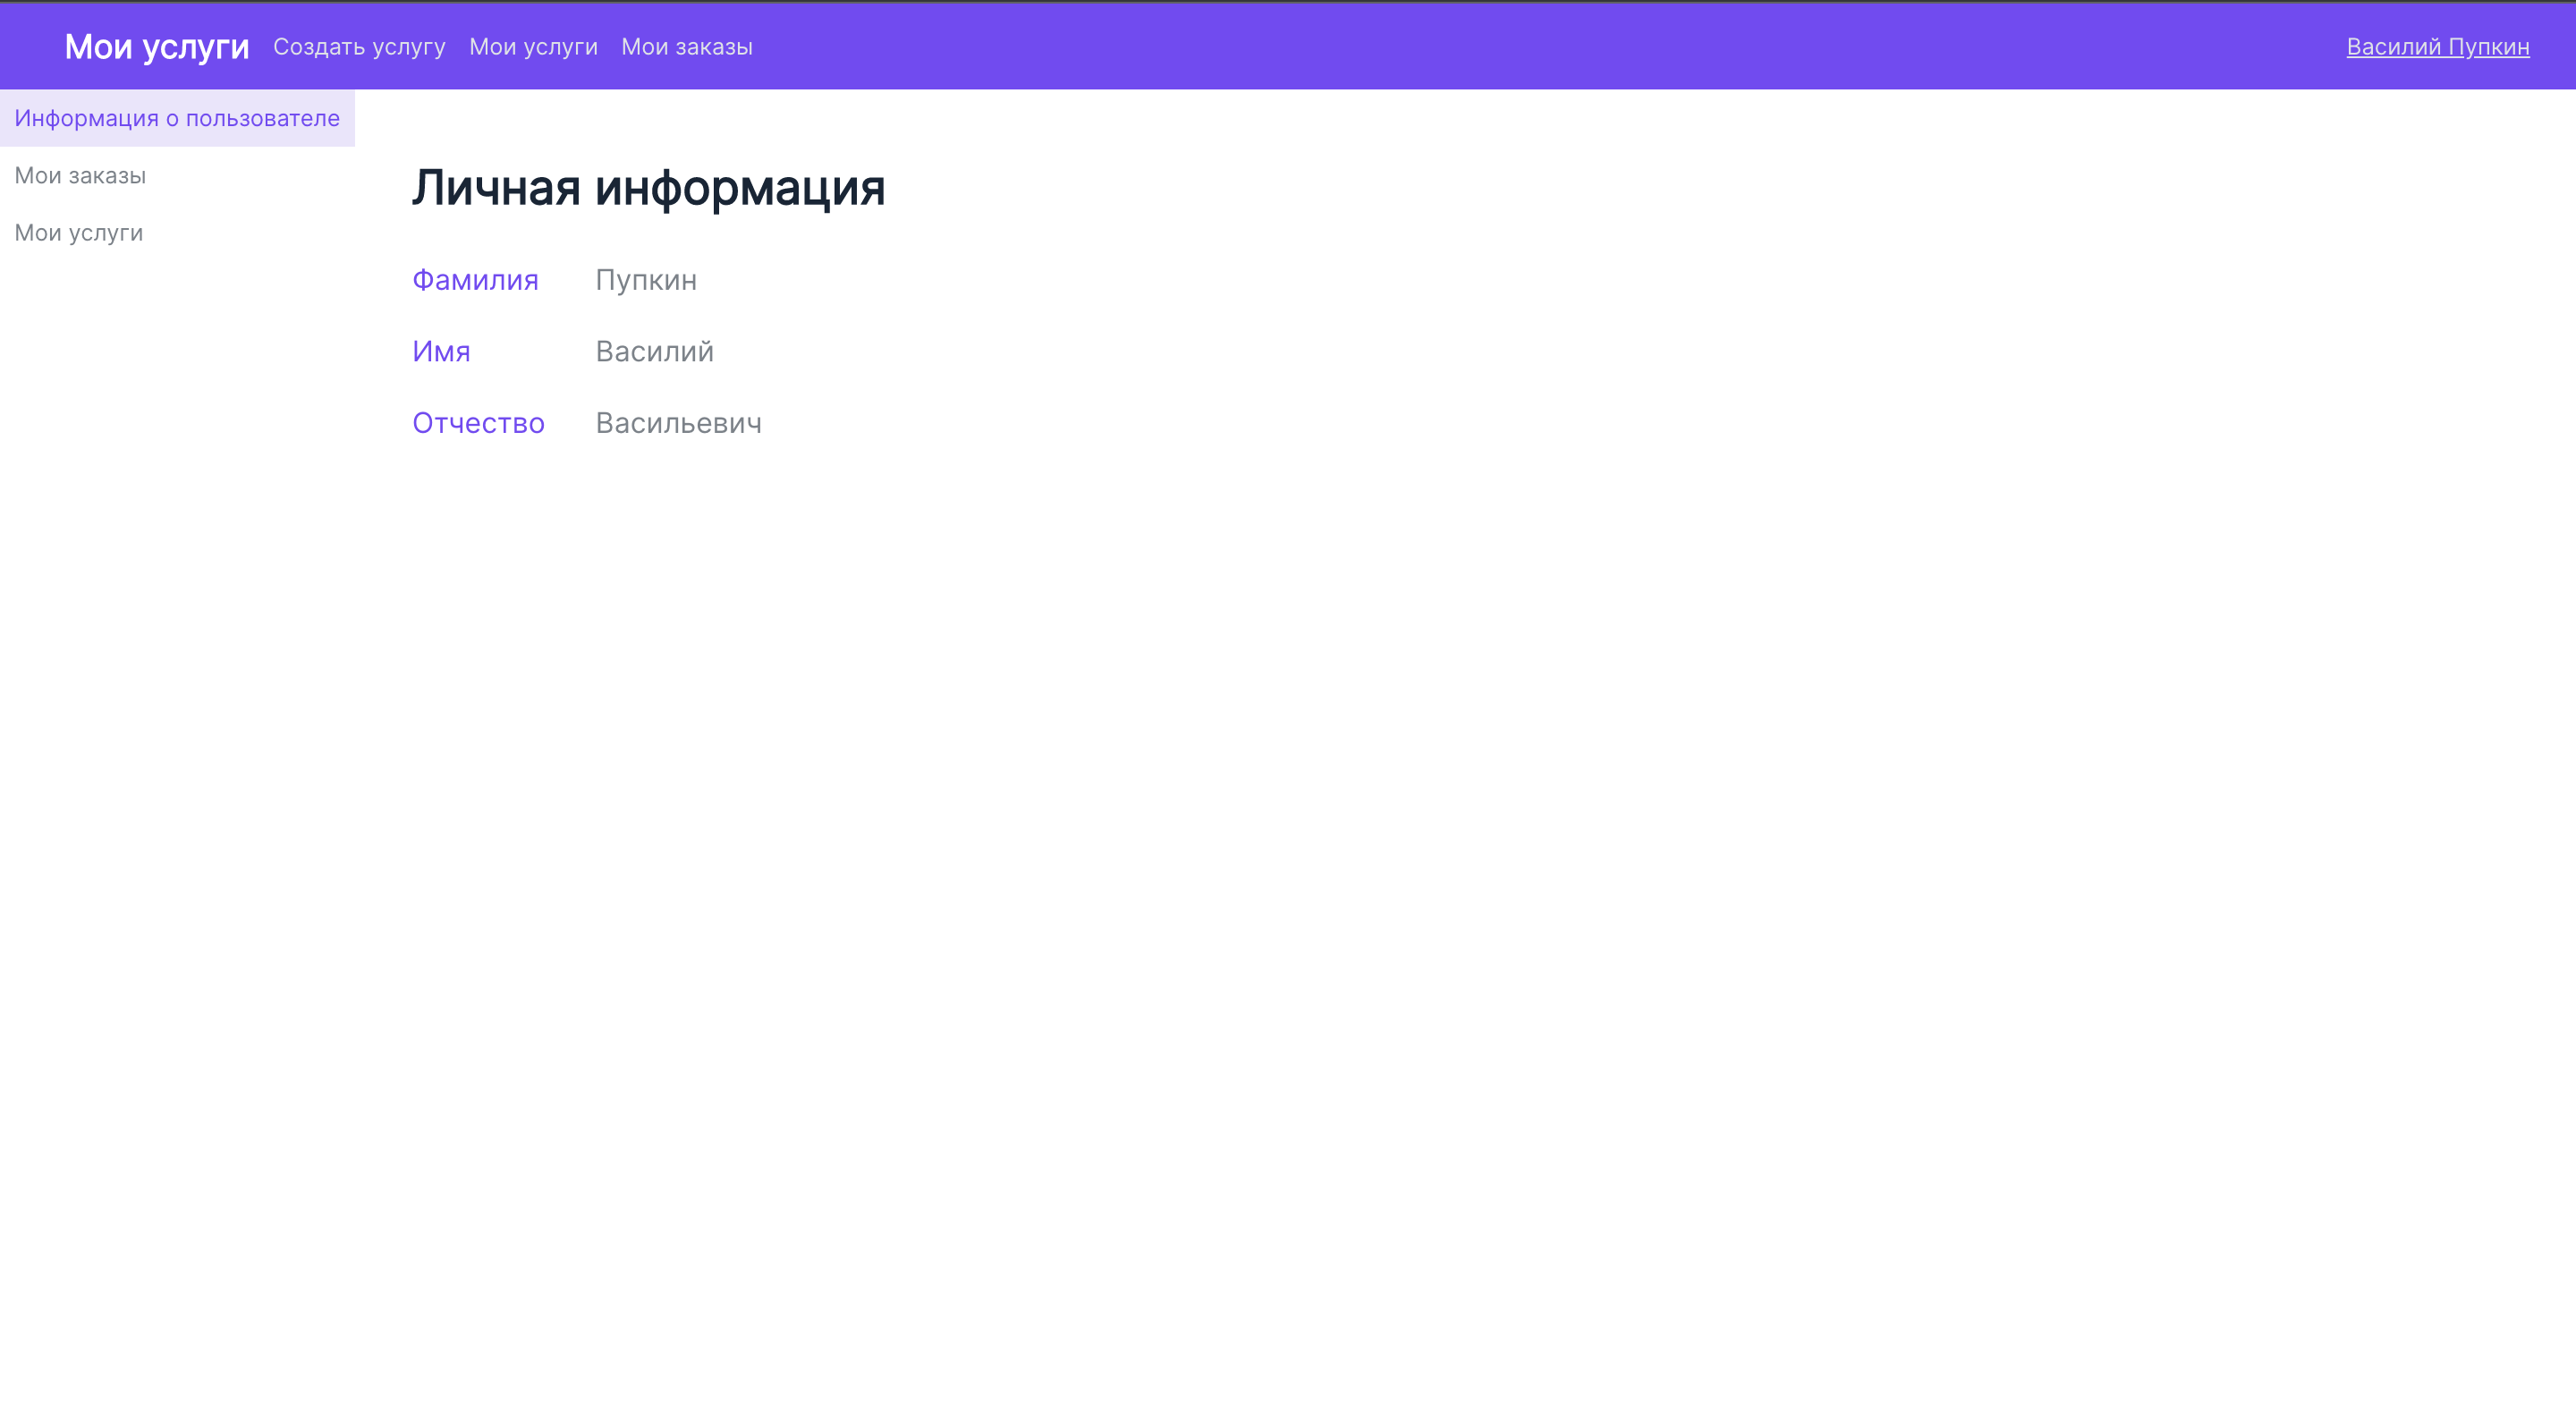 Мои услуги Создать услугу Мои услуги Мои заказы Василий Пупкин
Информация о пользователе
Мои заказы
Мои услуги
Личная информация
Фамилия Пупкин
Имя Василий
Отчество Васильевич